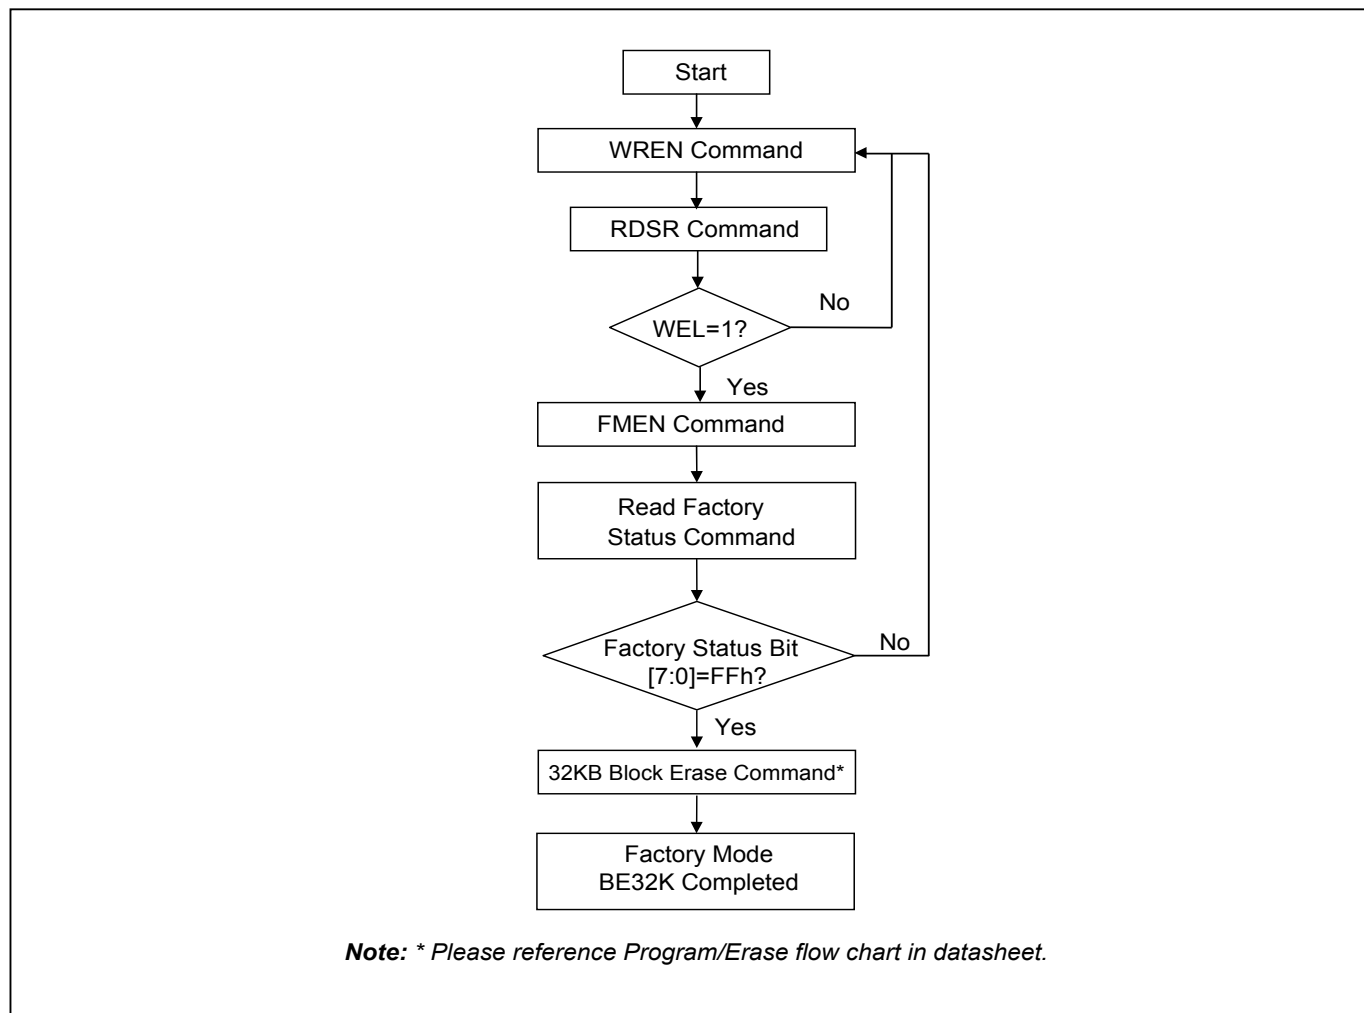 Start
WREN Command
RDSR Command
WEL=1?
No
Yes
FMEN Command
Read Factory
Status Command
Factory Status Bit
[7:0]=FFh?
No
Yes
32KB Block Erase Command*
Factory Mode
BE32K Completed
Note: * Please reference Program/Erase flow chart in datasheet.